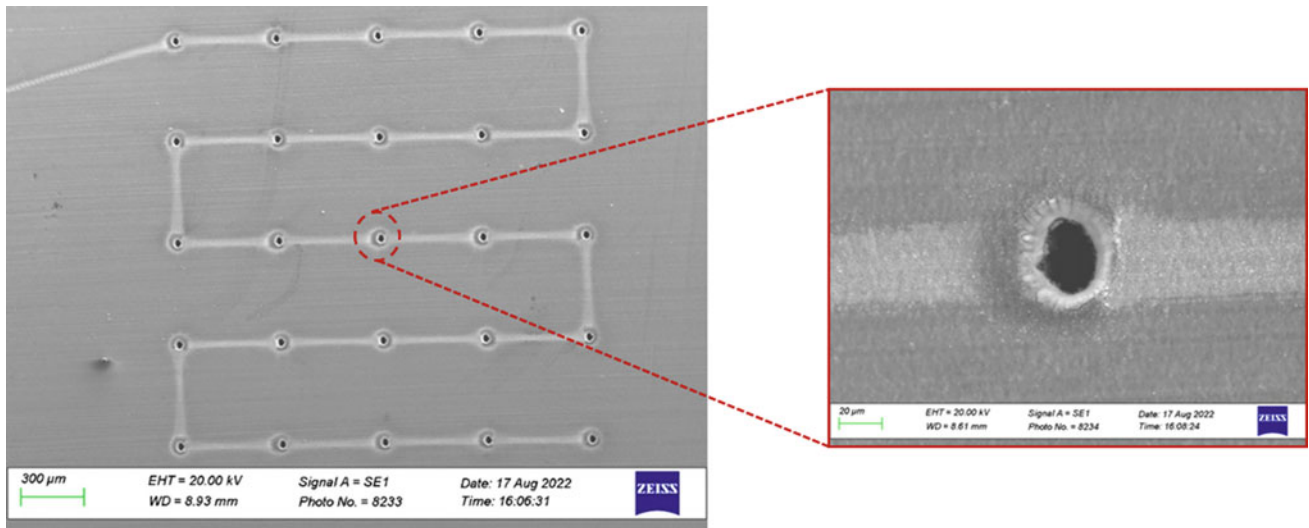 300 µm
EHT = 20.00 kV
Signal A = SE1
Date: 17 Aug 2022
WD = 8.93 mm
Photo No. = 8233
Time: 16:06:31
ZEISS
20 µm
EHT = 20.00 kV
Signal A = SE1
Date: 17 Aug 2022
WD = 8.61 mm
Photo No. = 8234
Time: 16:08:24
ZEISS